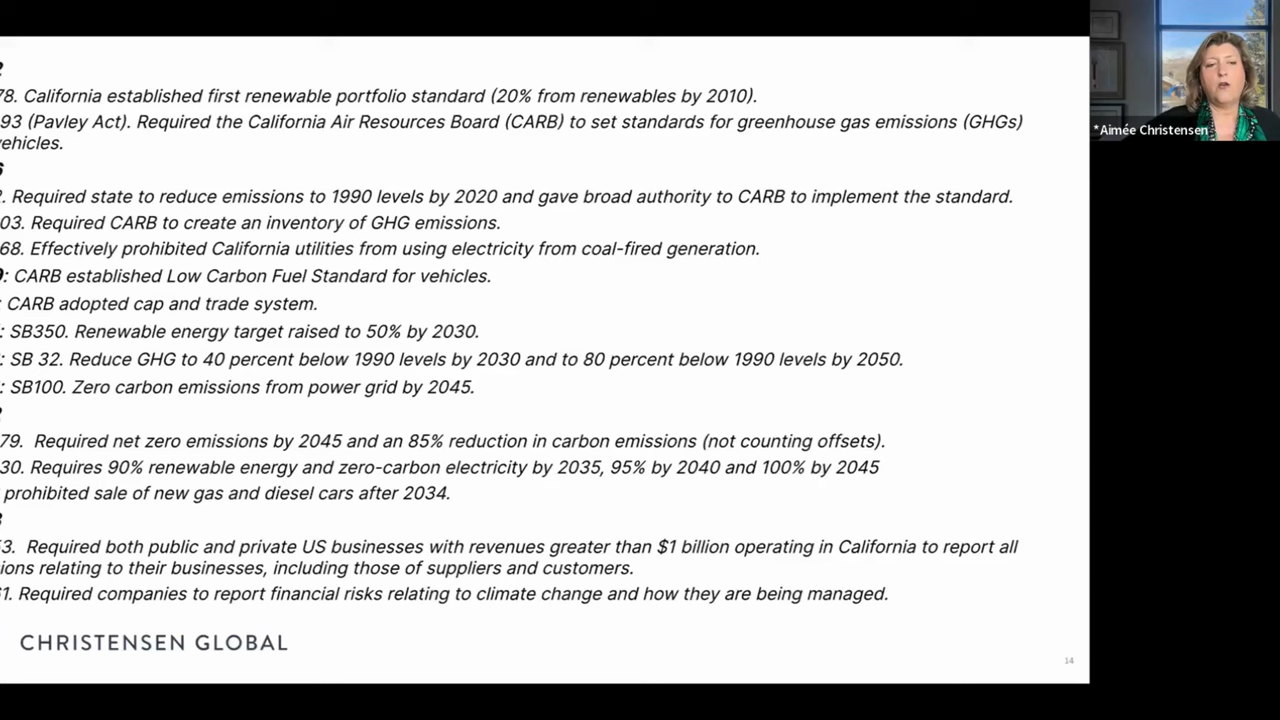 2
78. California established first renewable portfolio standard (20% from renewables by 2010).
93 (Pavley Act). Required the California Air Resources Board (CARB) to set standards for greenhouse gas emissions (GHGs)
vehicles.
6
2. Required state to reduce emissions to 1990 levels by 2020 and gave broad authority to CARB to implement the standard.
03. Required CARB to create an inventory of GHG emissions.
68. Effectively prohibited California utilities from using electricity from coal-fired generation.
9: CARB established Low Carbon Fuel Standard for vehicles.
: CARB adopted cap and trade system.
: SB350. Renewable energy target raised to 50% by 2030.
: SB 32. Reduce GHG to 40 percent below 1990 levels by 2030 and to 80 percent below 1990 levels by 2050.
: SB100. Zero carbon emissions from power grid by 2045.
2
79. Required net zero emissions by 2045 and an 85% reduction in carbon emissions (not counting offsets).
30. Requires 90% renewable energy and zero-carbon electricity by 2035, 95% by 2040 and 100% by 2045
prohibited sale of new gas and diesel cars after 2034.
3
53. Required both public and private US businesses with revenues greater than $1 billion operating in California to report all
ions relating to their businesses, including those of suppliers and customers.
61. Required companies to report financial risks relating to climate change and how they are being managed.
CHRISTENSEN GLOBAL
14
*Aimée Christensen